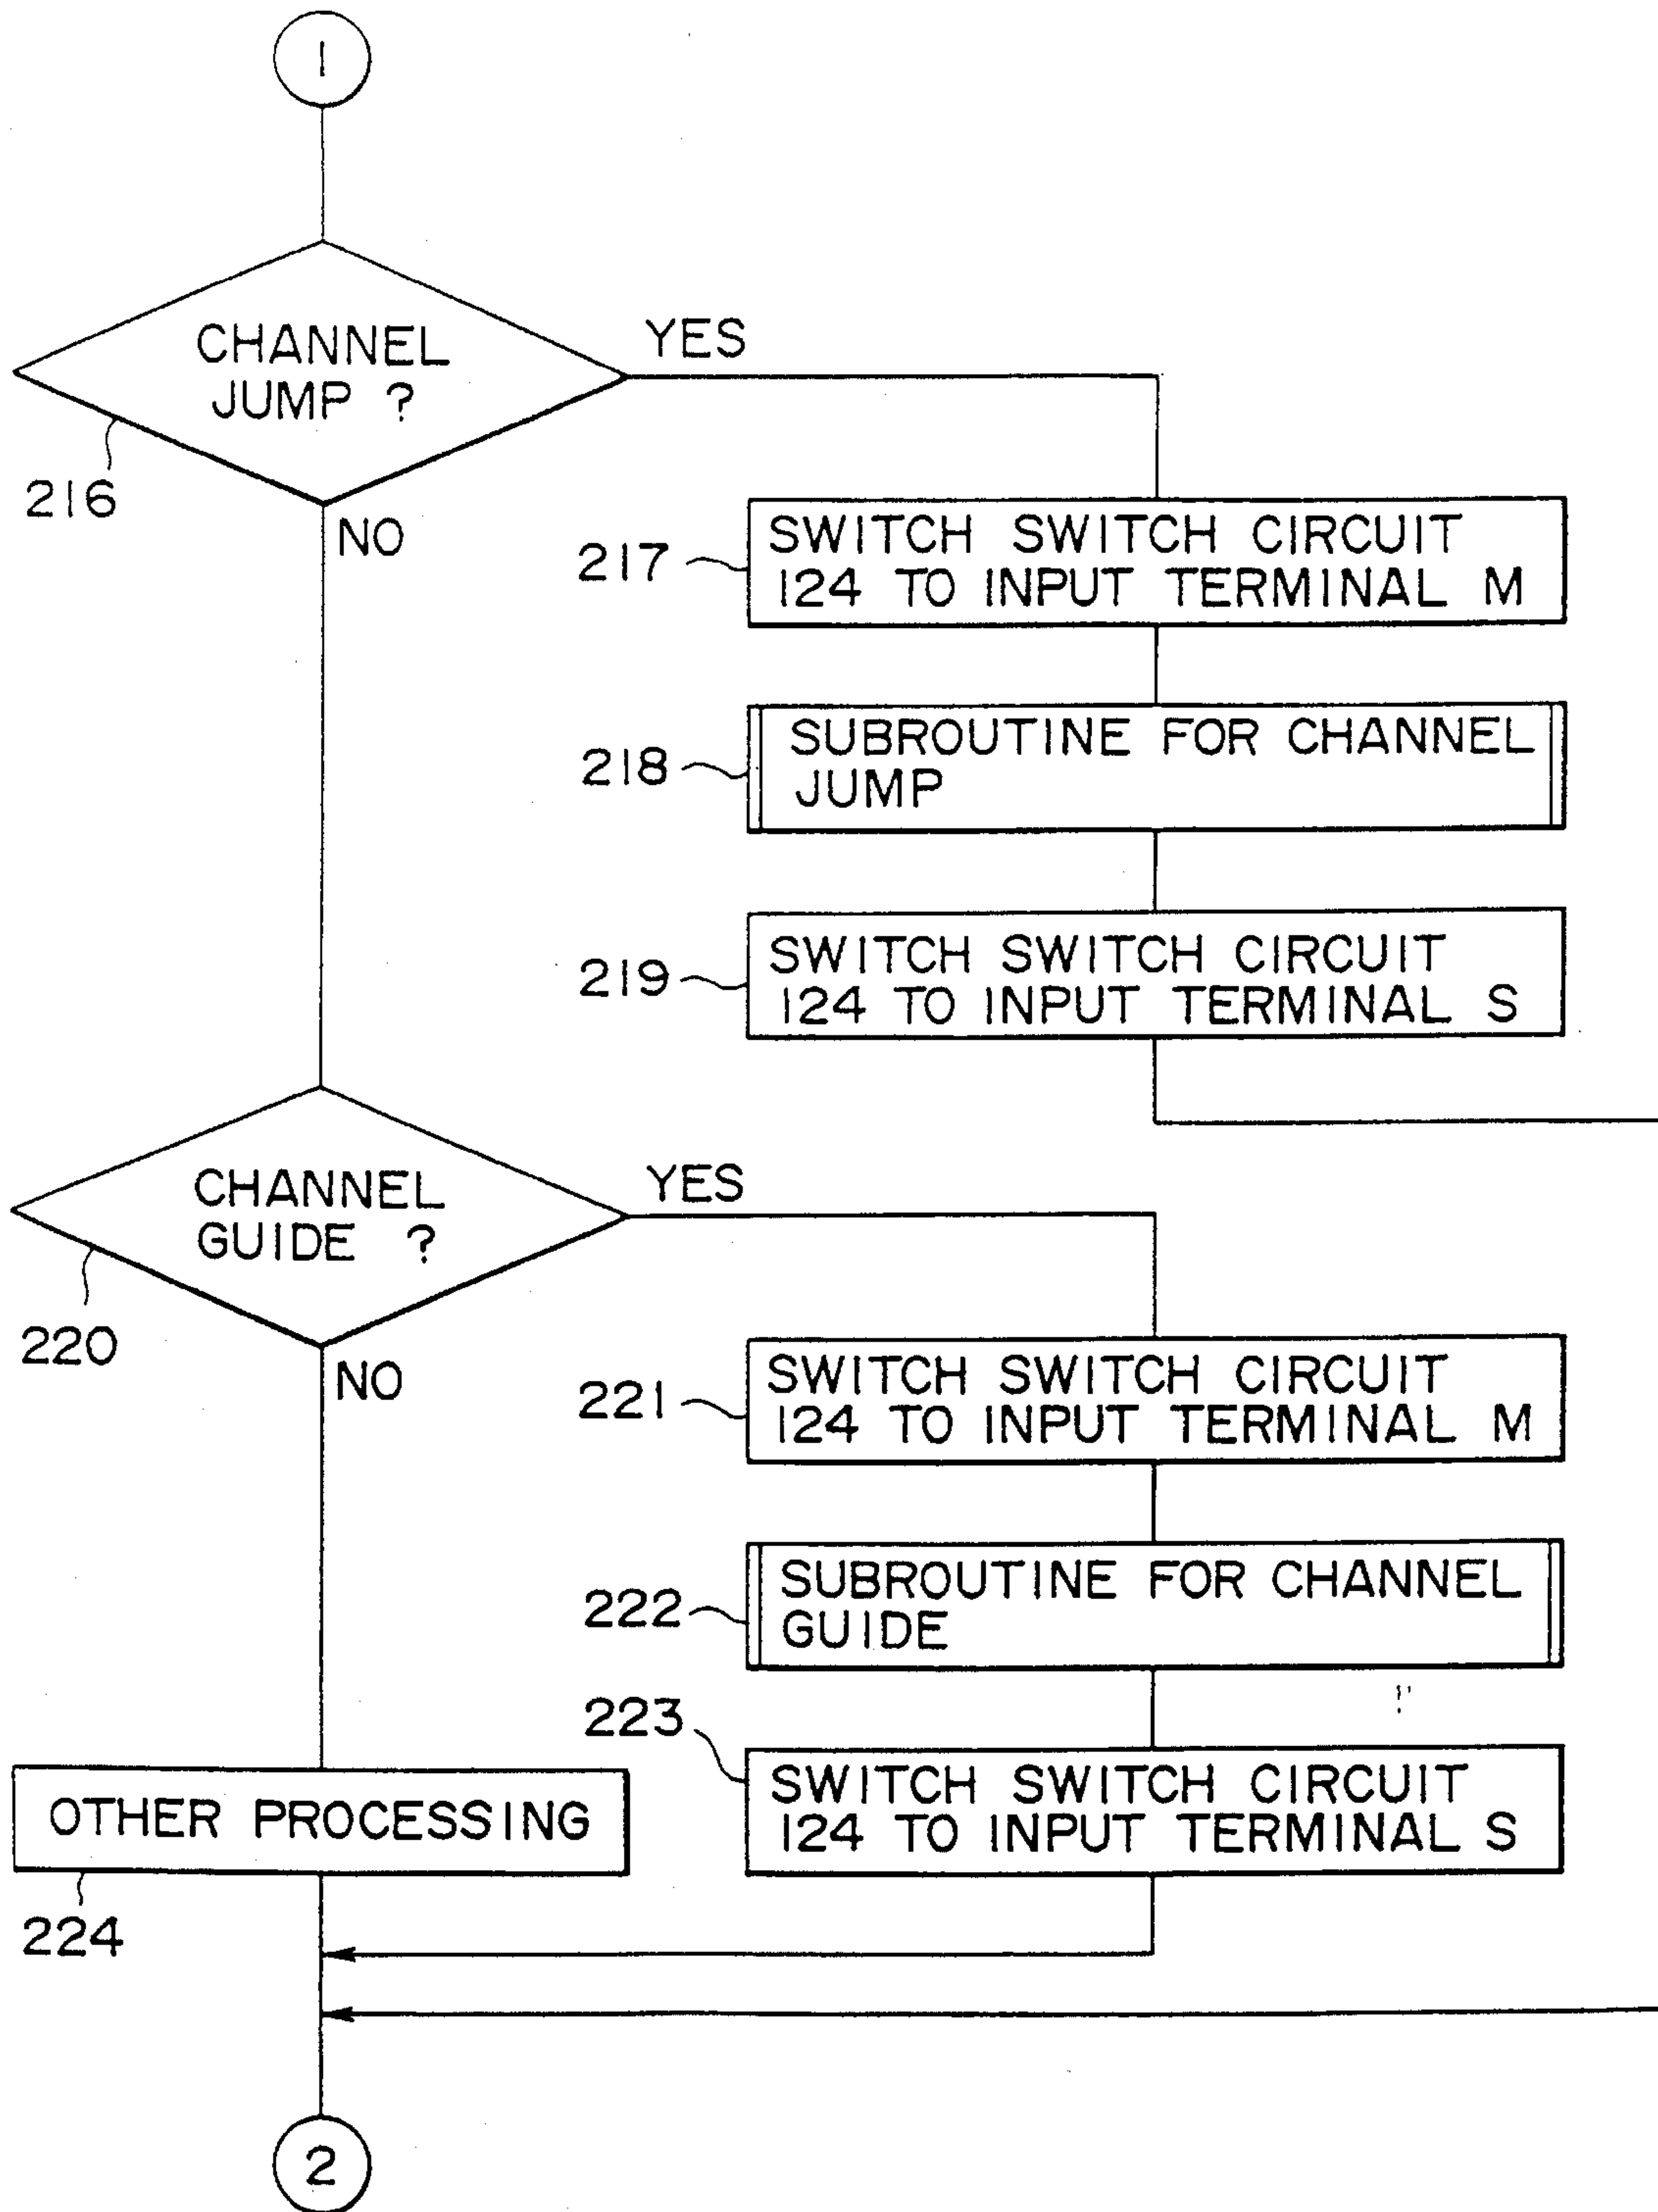 1
CHANNEL
JUMP ?
YES
216
NO
217
SWITCH SWITCH CIRCUIT
124 TO INPUT TERMINAL M
218
SUBROUTINE FOR CHANNEL
JUMP
219
SWITCH SWITCH CIRCUIT
124 TO INPUT TERMINAL S
CHANNEL
GUIDE ?
YES
220
NO
221
SWITCH SWITCH CIRCUIT
124 TO INPUT TERMINAL M
222
SUBROUTINE FOR CHANNEL
GUIDE
223
SWITCH SWITCH CIRCUIT
124 TO INPUT TERMINAL S
OTHER PROCESSING
224
2